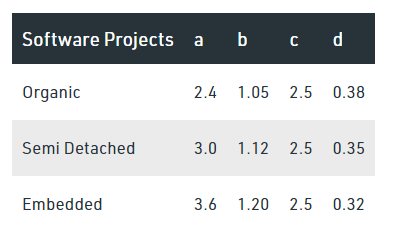 Software Projects a b c d
Organic 2.4 1.05 2.5 0.38
Semi Detached 3.0 1.12 2.5 0.35
Embedded 3.6 1.20 2.5 0.32